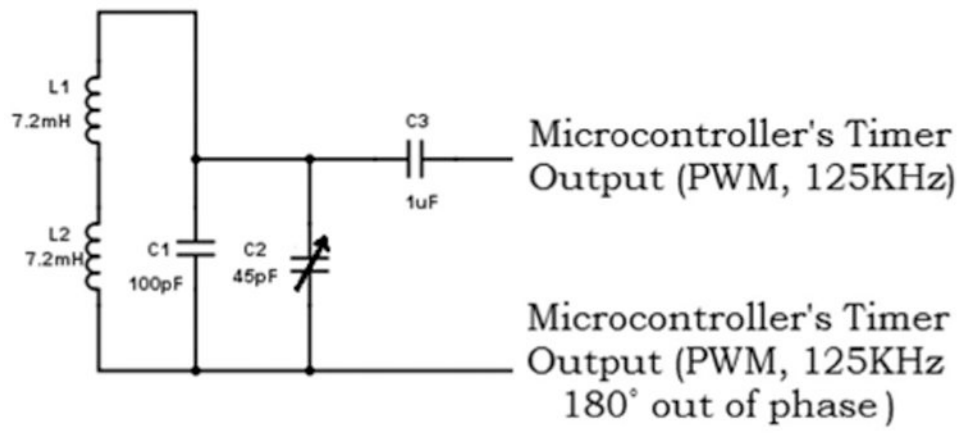 L1
7.2mH
C3
Microcontroller's Timer
Output (PWM, 125KHz)
1uF
L2
7.2mH
C1
100pF
C2
45pF
Microcontroller's Timer
Output (PWM, 125KHz
180° out of phase)